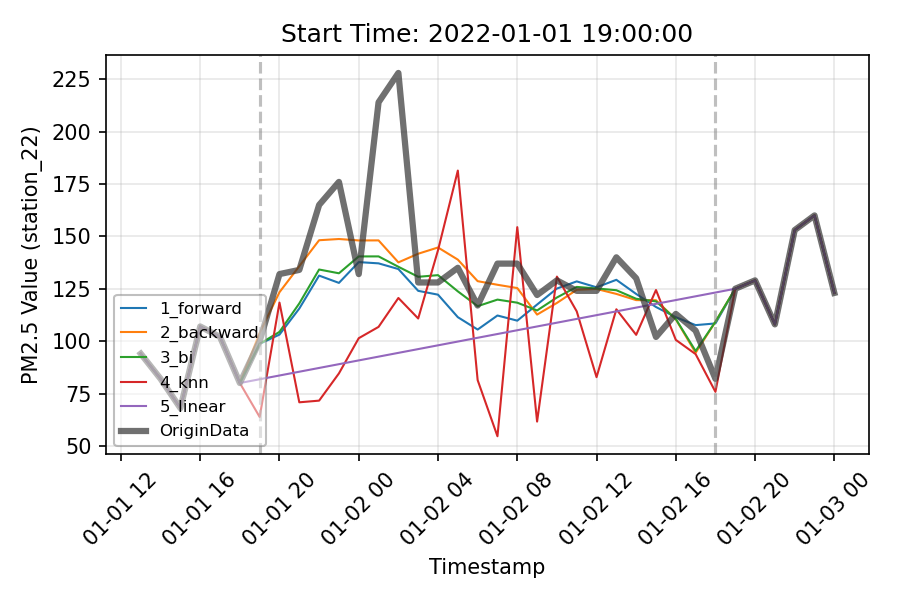 Start Time: 2022-01-01 19:00:00
PM2.5 Value (station_22)
225
200
175
150
125
100
75
50
1_forward
2_backward
3_bi
4_knn
5_linear
OriginData
01-01 12
01-01 16
01-01 20
01-02 00
01-02 04
01-02 08
01-02 12
01-02 16
01-02 20
01-03 00
Timestamp